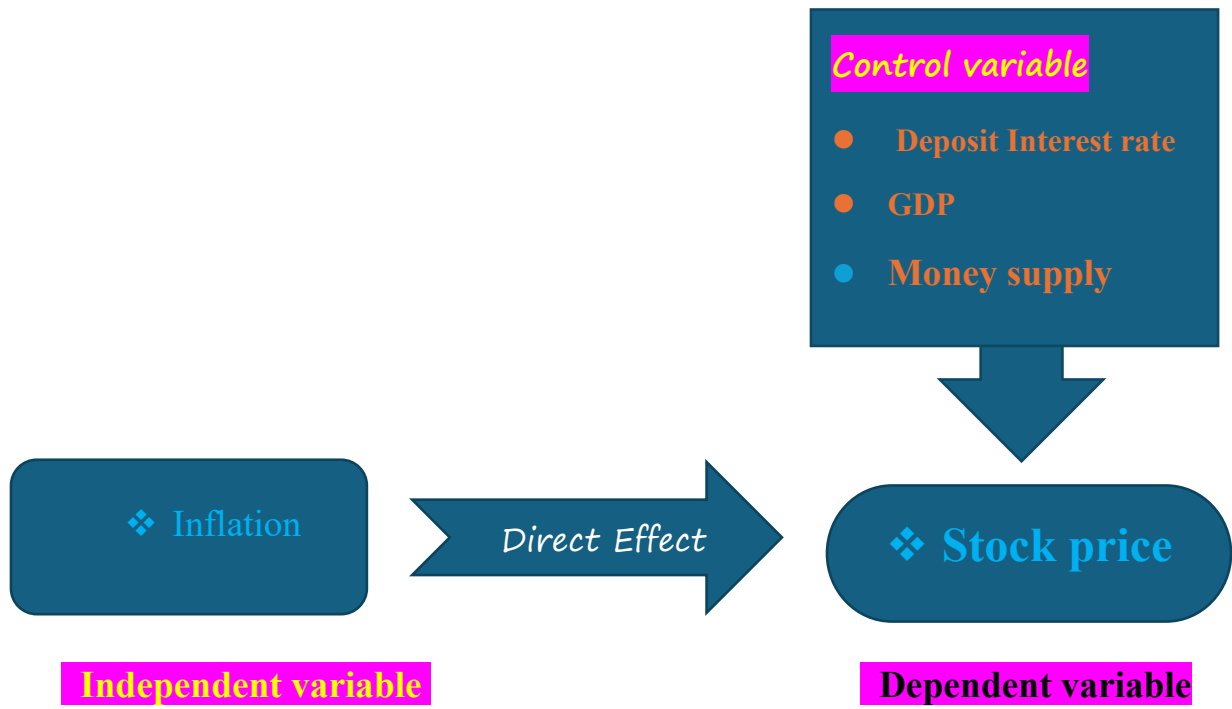 Control variable
● Deposit Interest rate
● GDP
● Money supply
❖ Inflation
Direct Effect
❖ Stock price
Independent variable
Dependent variable